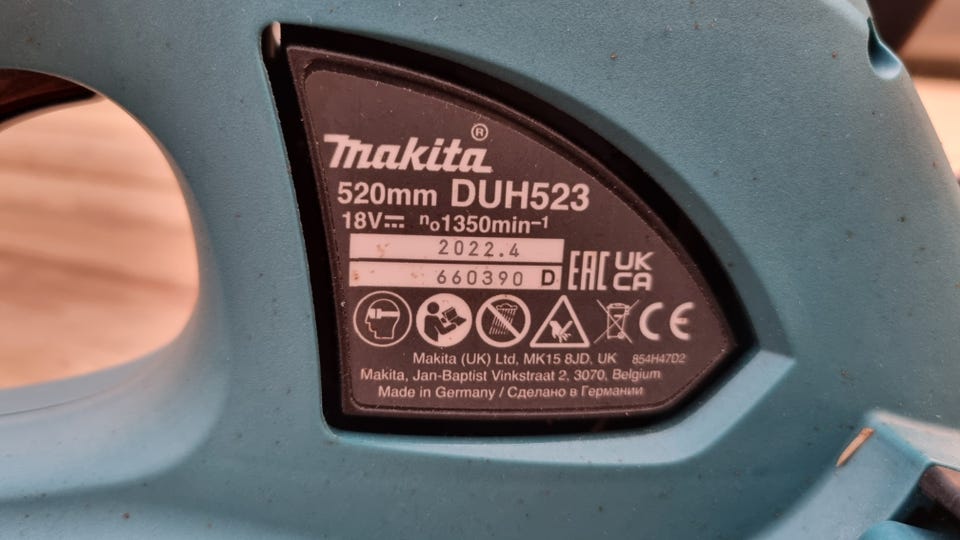 makita®
520mm DUH523
18V⎓ n₀1350min⁻¹
2022.4
660390 D
EAC UK CA CE
Makita (UK) Ltd, MK15 8JD, UK 854H47D2
Makita, Jan-Baptist Vinkstraat 2, 3070, Belgium
Made in Germany / Сделано в Германии